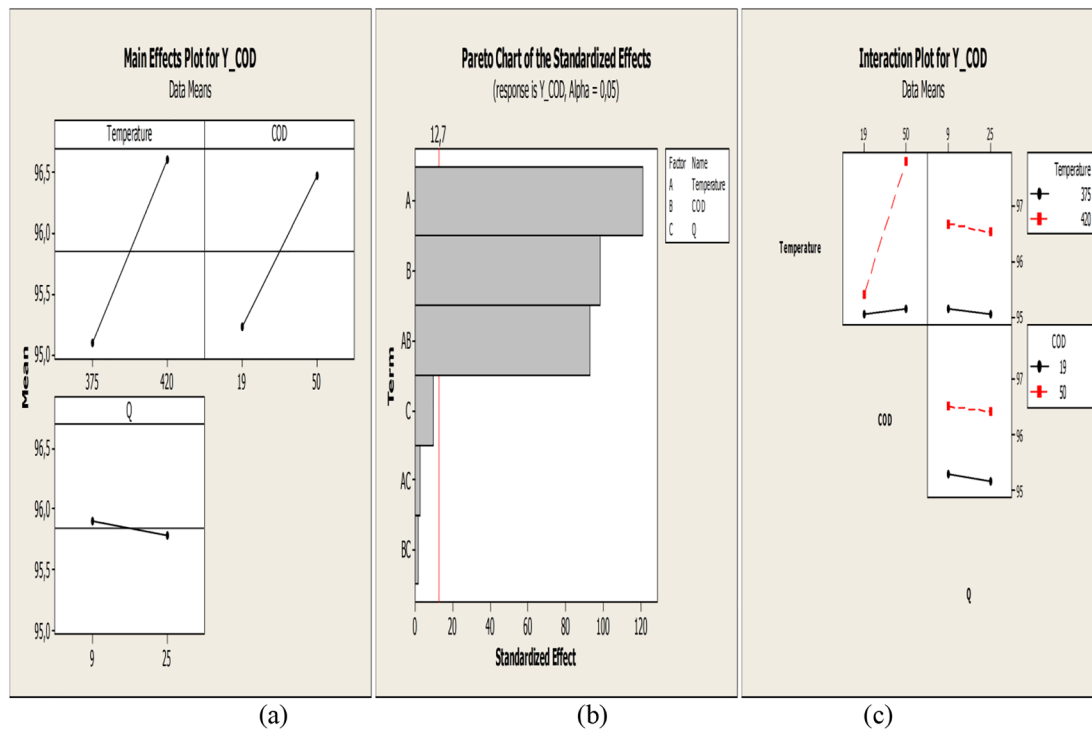 Main Effects Plot for Y_COD
Data Means
Temperature COD
96,5
96,0
95,5
95,0
375 420 19 50
Q
96,5
96,0
95,5
95,0
9 25
Mean
Pareto Chart of the Standardized Effects
(response is Y_COD, Alpha = 0,05)
12,7
Factor Name
A Temperature
B COD
C Q
A
B
AB
C
AC
BC
Term
0 20 40 60 80 100 120
Standardized Effect
Interaction Plot for Y_COD
Data Means
19 50 9 25
Temperature
375
420
97
96
95
Temperature
COD
19
50
97
96
95
COD
Q
(a) (b) (c)